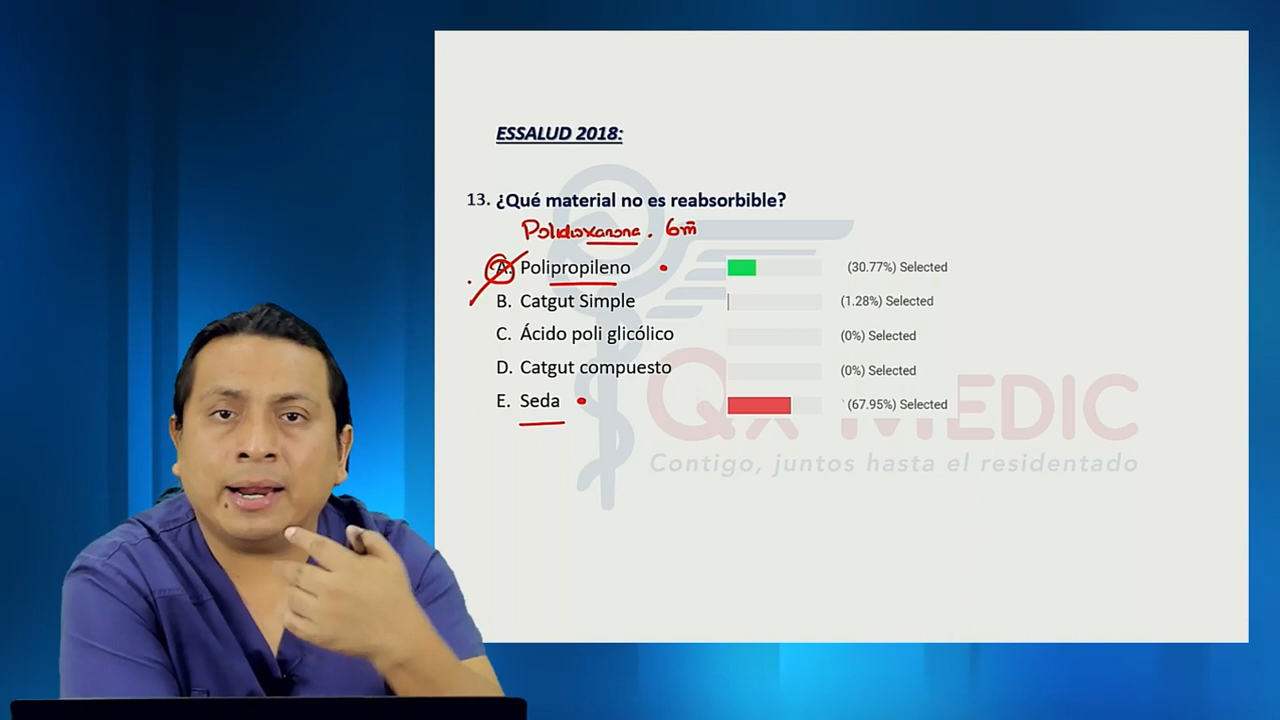 ESSALUD 2018:
13. ¿Qué material no es reabsorbible?
Polidioxanona. 6m
A. Polipropileno (30.77%) Selected
B. Catgut Simple (1.28%) Selected
C. Ácido poli glicólico (0%) Selected
D. Catgut compuesto (0%) Selected
E. Seda (67.95%) Selected
Qx MEDIC
Contigo, juntos hasta el residentado